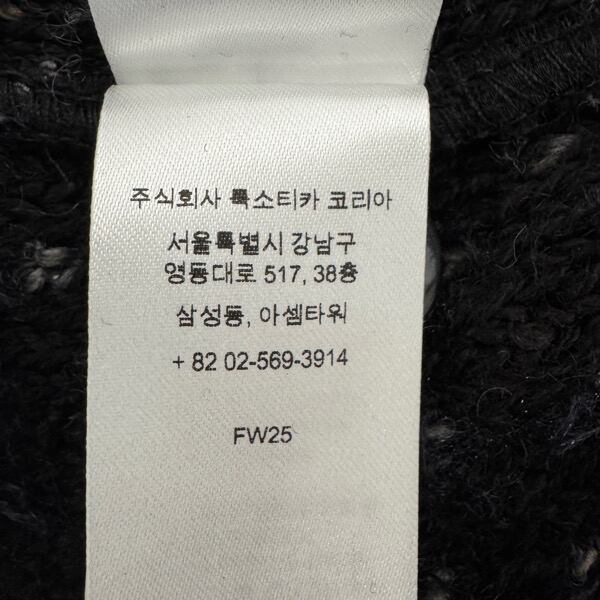 주식회사 룩소티카 코리아
서울특별시 강남구
영동대로 517, 38층
삼성동, 아셈타워
+ 82 02-569-3914
FW25